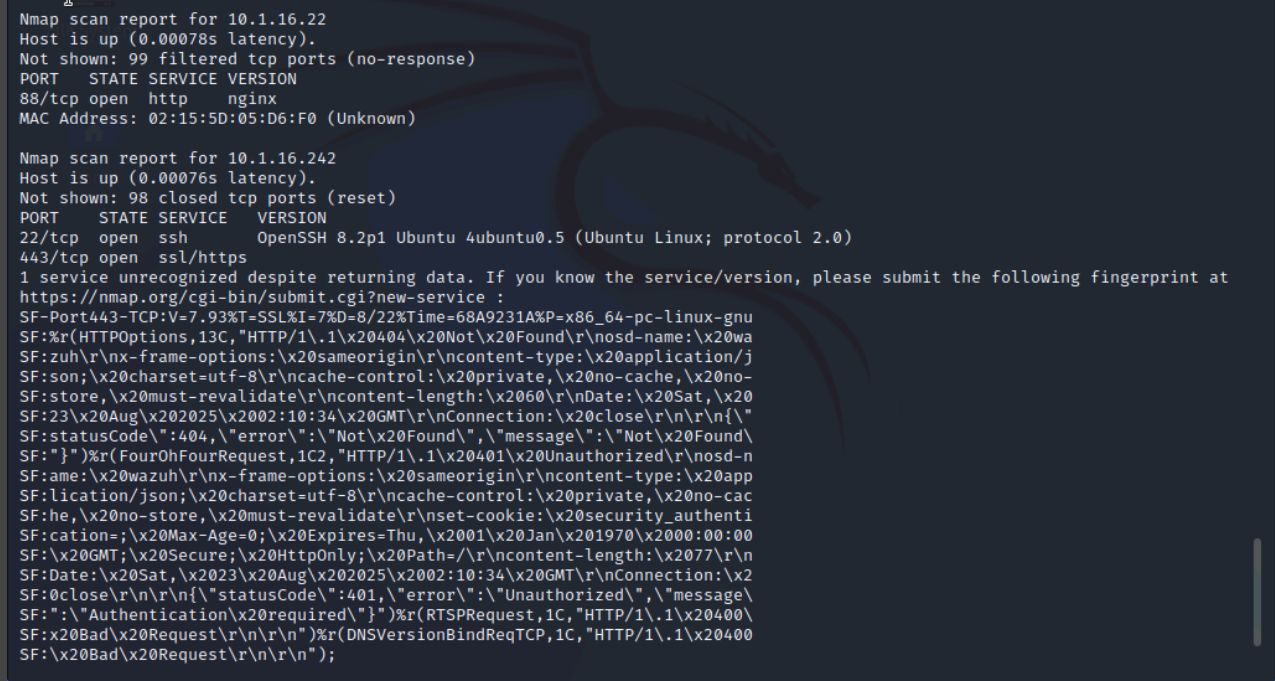 Nmap scan report for 10.1.16.22
Host is up (0.00078s latency).
Not shown: 99 filtered tcp ports (no-response)
PORT   STATE SERVICE VERSION
88/tcp open  http    nginx
MAC Address: 02:15:5D:05:D6:F0 (Unknown)

Nmap scan report for 10.1.16.242
Host is up (0.00076s latency).
Not shown: 98 closed tcp ports (reset)
PORT    STATE SERVICE   VERSION
22/tcp  open  ssh       OpenSSH 8.2p1 Ubuntu 4ubuntu0.5 (Ubuntu Linux; protocol 2.0)
443/tcp open  ssl/https
1 service unrecognized despite returning data. If you know the service/version, please submit the following fingerprint at
https://nmap.org/cgi-bin/submit.cgi?new-service :
SF-Port443-TCP:V=7.93%T=SSL%I=7%D=8/22%Time=68A9231A%P=x86_64-pc-linux-gnu
SF:%r(HTTPOptions,13C,"HTTP/1\.1\x20404\x20Not\x20Found\r\nosd-name:\x20wa
SF:zuh\r\nx-frame-options:\x20sameorigin\r\ncontent-type:\x20application/j
SF:son;\x20charset=utf-8\r\ncache-control:\x20private,\x20no-cache,\x20no-
SF:store,\x20must-revalidate\r\ncontent-length:\x2060\r\nDate:\x20Sat,\x20
SF:23\x20Aug\x202025\x2002:10:34\x20GMT\r\nConnection:\x20close\r\n\r\n{\"
SF:statusCode\":404,\"error\":\"Not\x20Found\",\"message\":\"Not\x20Found\
SF:"}")%r(FourOhFourRequest,1C2,"HTTP/1\.1\x20401\x20Unauthorized\r\nosd-n
SF:ame:\x20wazuh\r\nx-frame-options:\x20sameorigin\r\ncontent-type:\x20app
SF:lication/json;\x20charset=utf-8\r\ncache-control:\x20private,\x20no-cac
SF:he,\x20no-store,\x20must-revalidate\r\nset-cookie:\x20security_authenti
SF:cation=;\x20Max-Age=0;\x20Expires=Thu,\x2001\x20Jan\x201970\x2000:00:00
SF:\x20GMT;\x20Secure;\x20HttpOnly;\x20Path=/\r\ncontent-length:\x2077\r\n
SF:Date:\x20Sat,\x2023\x20Aug\x202025\x2002:10:34\x20GMT\r\nConnection:\x2
SF:0close\r\n\r\n{\"statusCode\":401,\"error\":\"Unauthorized\",\"message\
SF:":\"Authentication\x20required\"}")%r(RTSPRequest,1C,"HTTP/1\.1\x20400\
SF:x20Bad\x20Request\r\n\r\n")%r(DNSVersionBindReqTCP,1C,"HTTP/1\.1\x20400
SF:\x20Bad\x20Request\r\n\r\n");